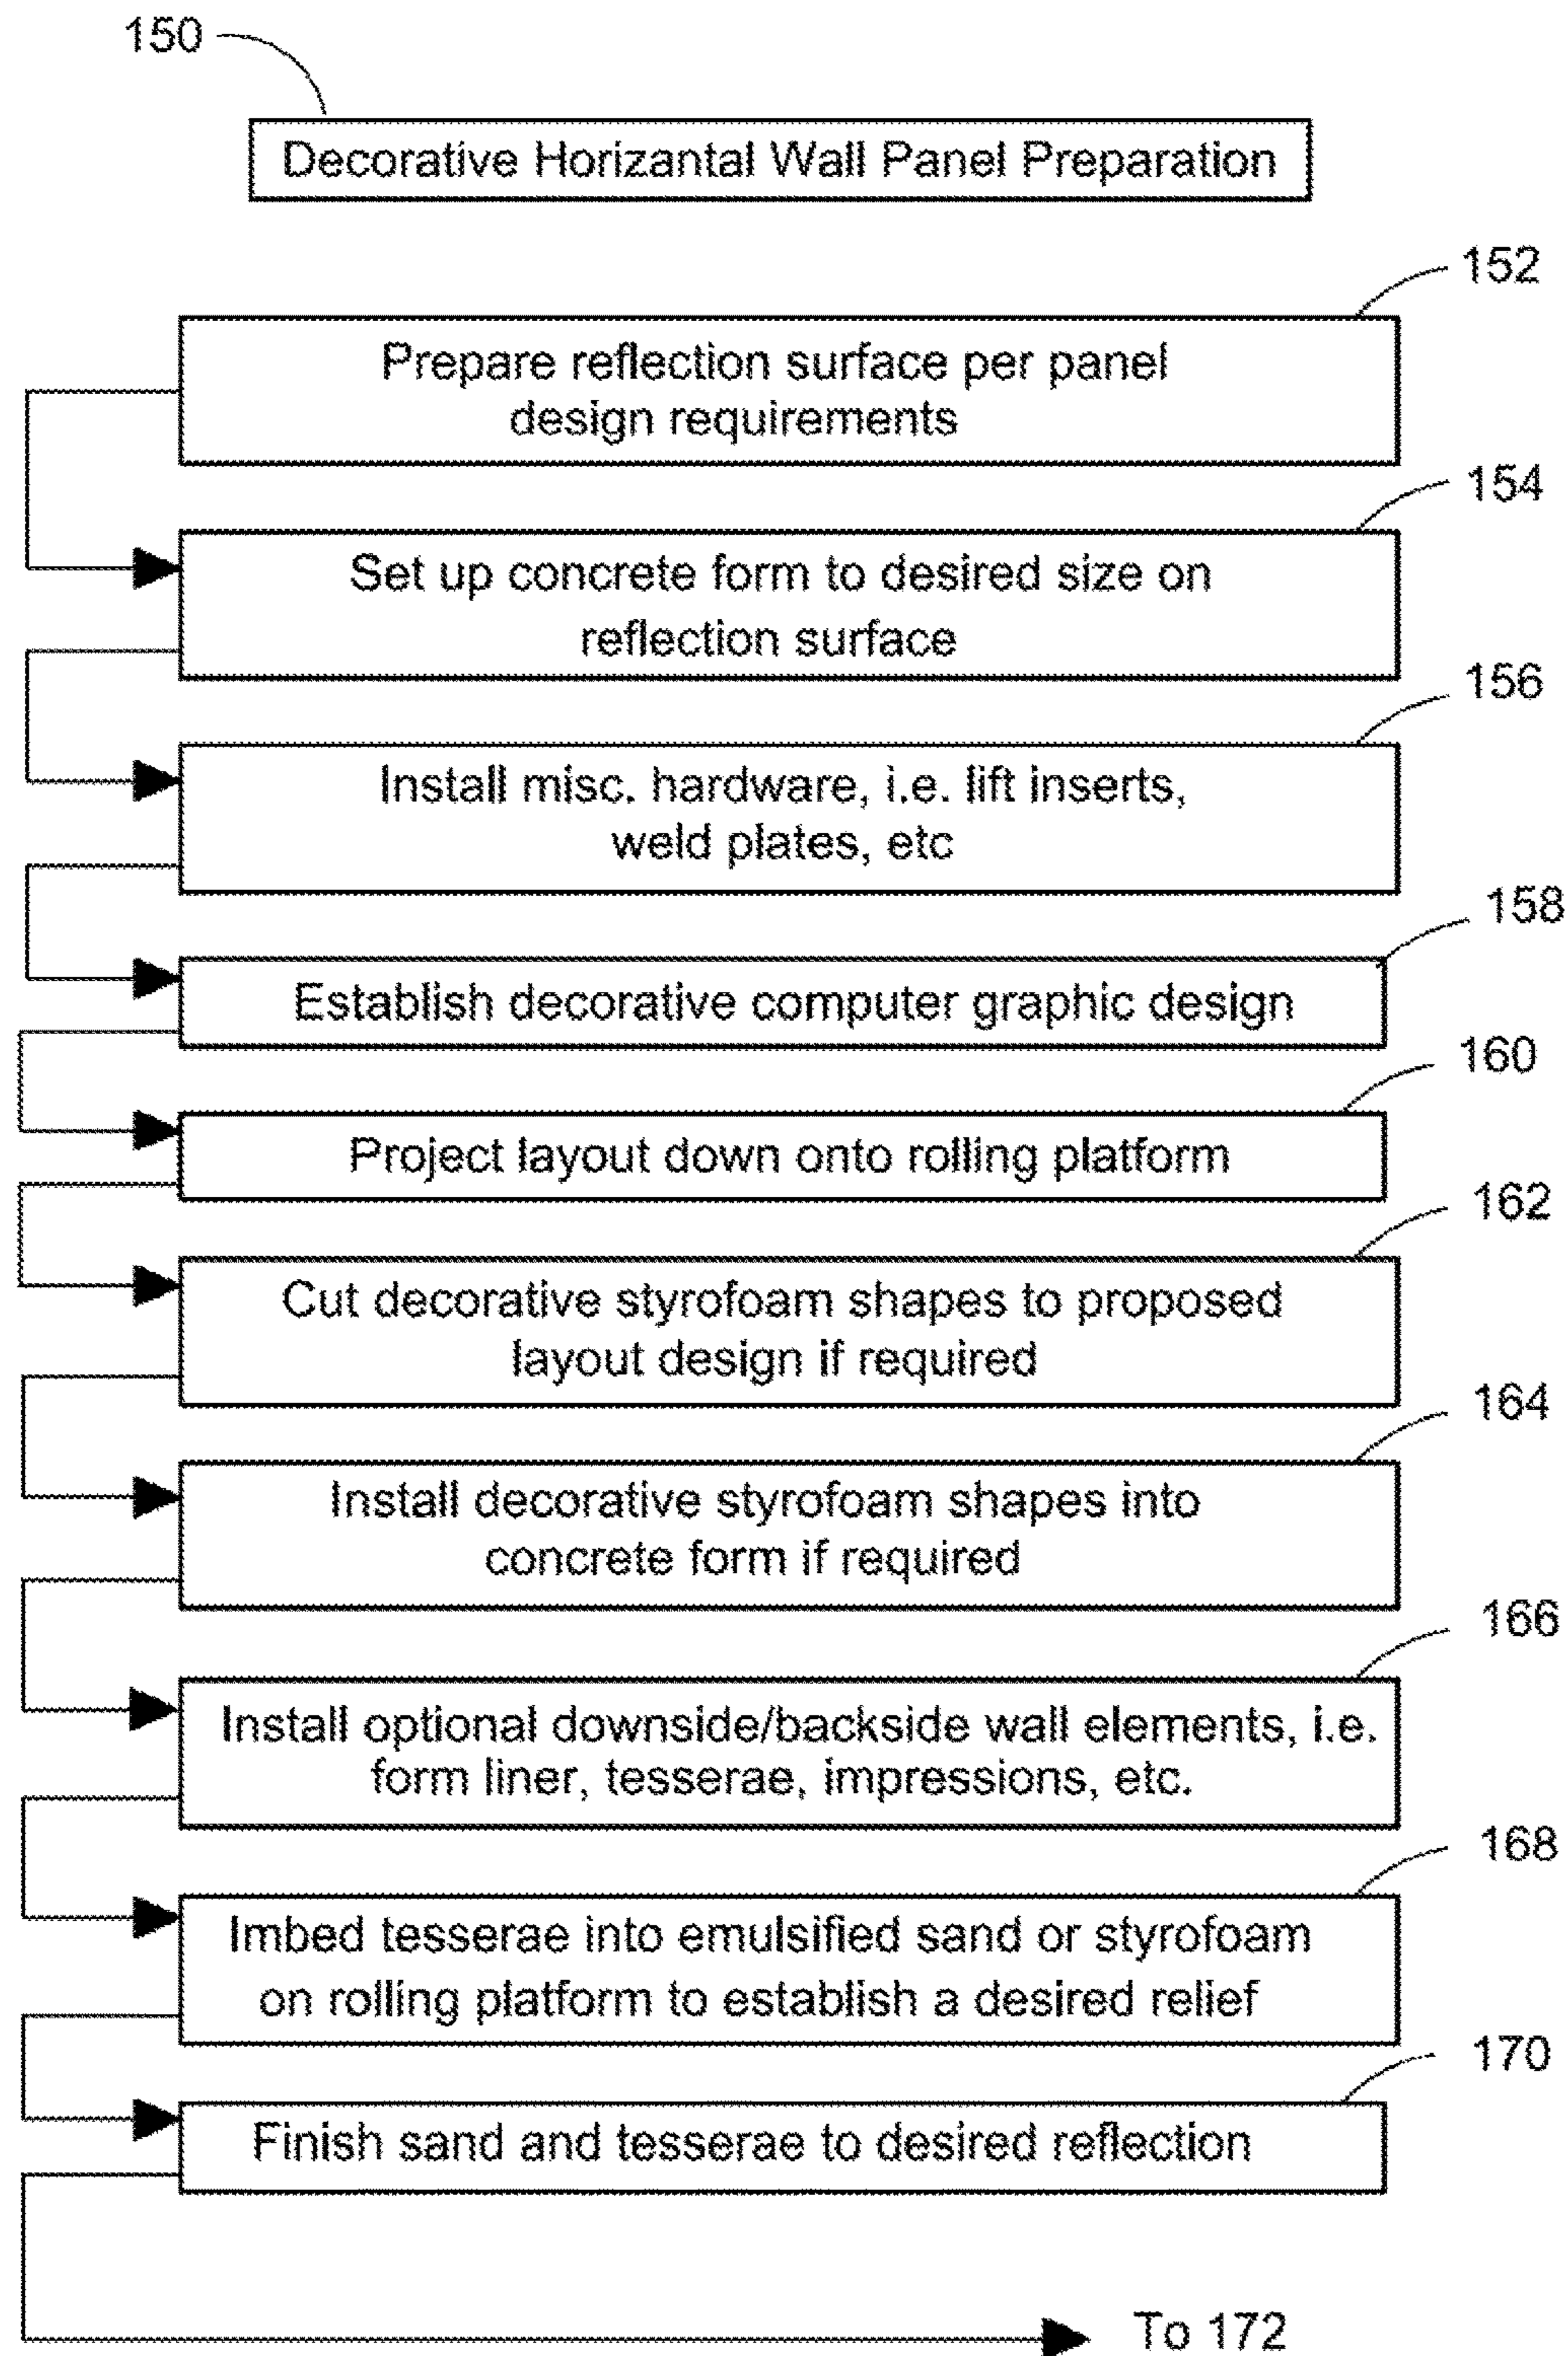 150
Decorative Horizantal Wall Panel Preparation
152
Prepare reflection surface per panel
design requirements
154
Set up concrete form to desired size on
reflection surface
156
Install misc. hardware, i.e. lift inserts,
weld plates, etc
158
Establish decorative computer graphic design
160
Project layout down onto rolling platform
162
Cut decorative styrofoam shapes to proposed
layout design if required
164
Install decorative styrofoam shapes into
concrete form if required
166
Install optional downside/backside wall elements, i.e.
form liner, tesserae, impressions, etc.
168
Imbed tesserae into emulsified sand or styrofoam
on rolling platform to establish a desired relief
170
Finish sand and tesserae to desired reflection
To 172